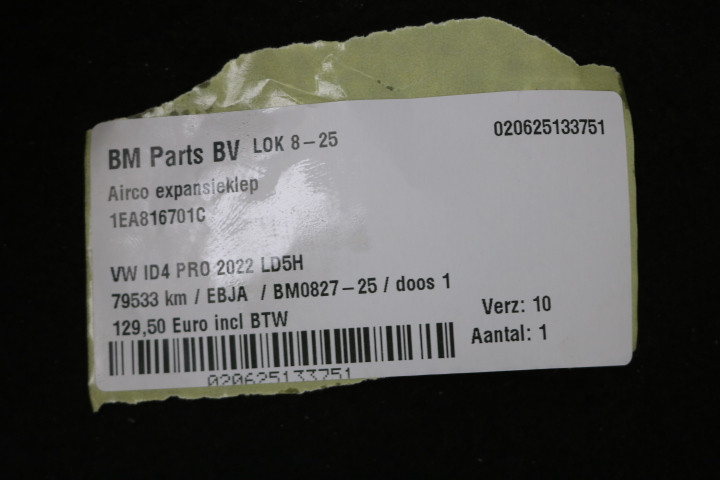 BM Parts BV LOK 8-25 020625133751
Airco expansieklep
1EA816701C
VW ID4 PRO 2022 LD5H
79533 km / EBJA / BM0827-25 / doos 1
129,50 Euro incl BTW
Verz: 10
Aantal: 1
020625133751